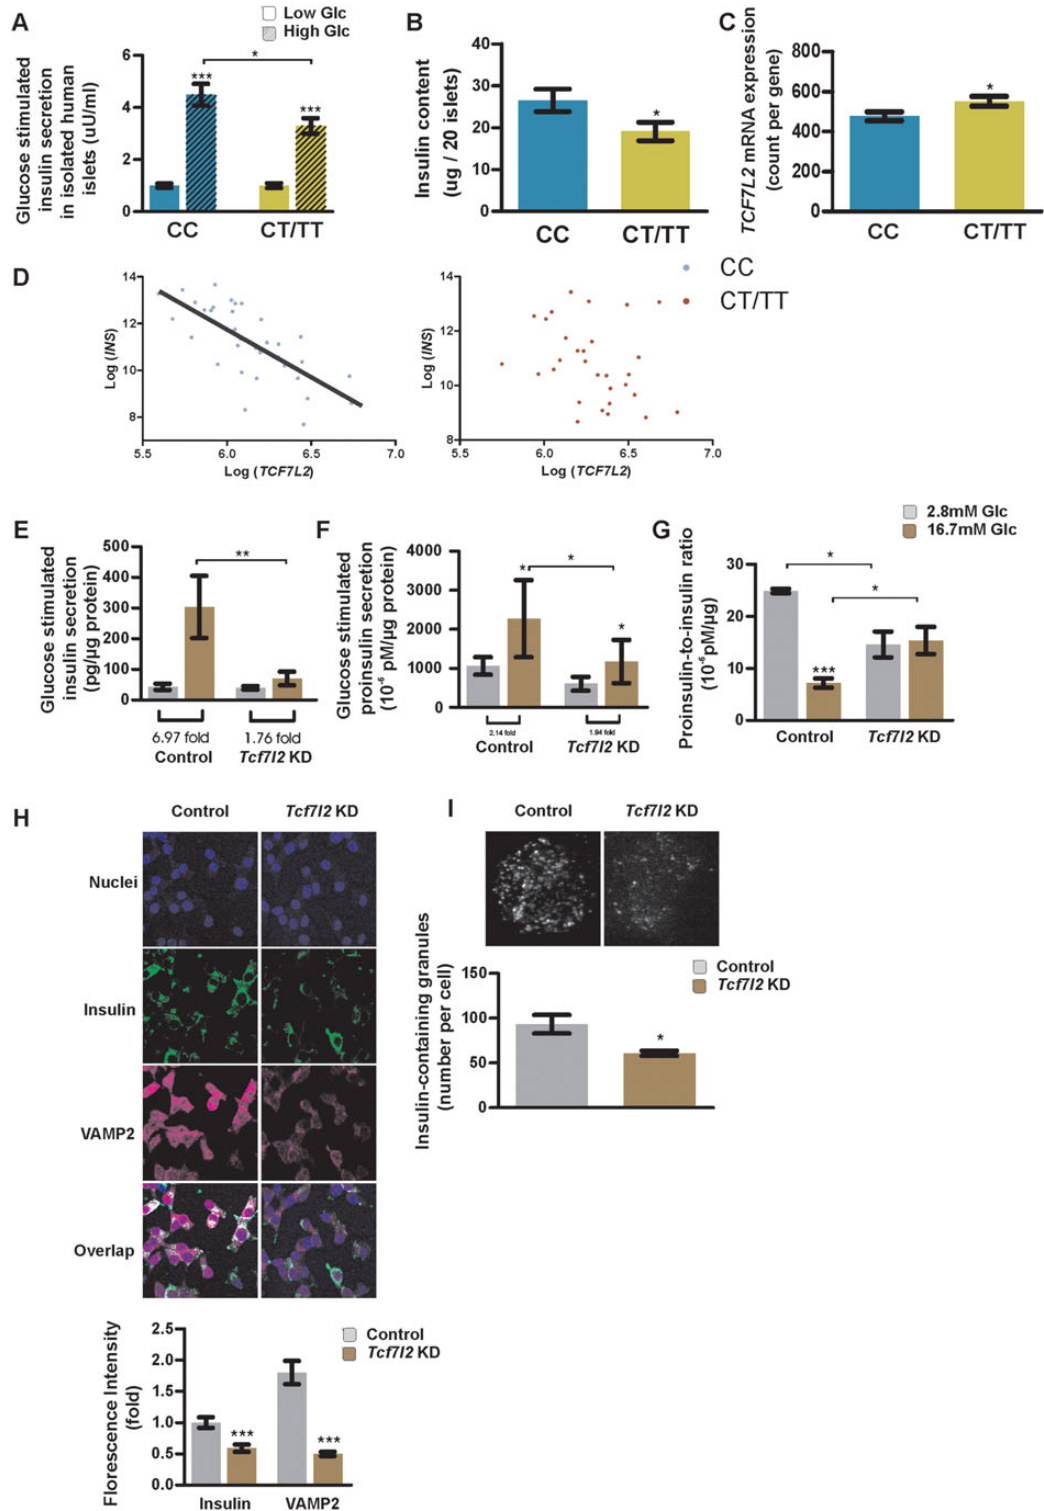 A
Low Glc
High Glc
Glucose stimulated
insulin secretion
in isolated human
islets (uU/ml)
6
4
2
0
***
*
***
CC
CT/TT
B
Insulin content
(ug / 20 islets)
40
30
20
10
0
*
CC
CT/TT
C
TCF7L2 mRNA expression
(count per gene)
800
600
400
200
0
*
CC
CT/TT
D
Log (INS)
14
12
10
8
5.5
6.0
6.5
7.0
Log (TCF7L2)
Log (INS)
14
12
10
8
5.5
6.0
6.5
7.0
Log (TCF7L2)
CC
CT/TT
E
Glucose stimulated
insulin secretion
(pg/µg protein)
500
400
300
200
100
0
**
6.97 fold
1.76 fold
Control
Tcf7l2 KD
F
Glucose stimulated
proinsulin secretion
(10⁻⁶ pM/µg protein)
4000
3000
2000
1000
0
*
*
*
2.14 fold
1.94 fold
Control
Tcf7l2 KD
2.8mM Glc
16.7mM Glc
G
Proinsulin-to-insulin ratio
(10⁻⁶ pM/µg)
30
20
10
0
*
*
***
Control
Tcf7l2 KD
H
Control
Tcf7l2 KD
Nuclei
Insulin
VAMP2
Overlap
Florescence Intensity
(fold)
2.5
2.0
1.5
1.0
0.5
0.0
***
***
Control
Tcf7l2 KD
Insulin
VAMP2
I
Control
Tcf7l2 KD
Insulin-containing granules
(number per cell)
150
100
50
0
*
Control
Tcf7l2 KD